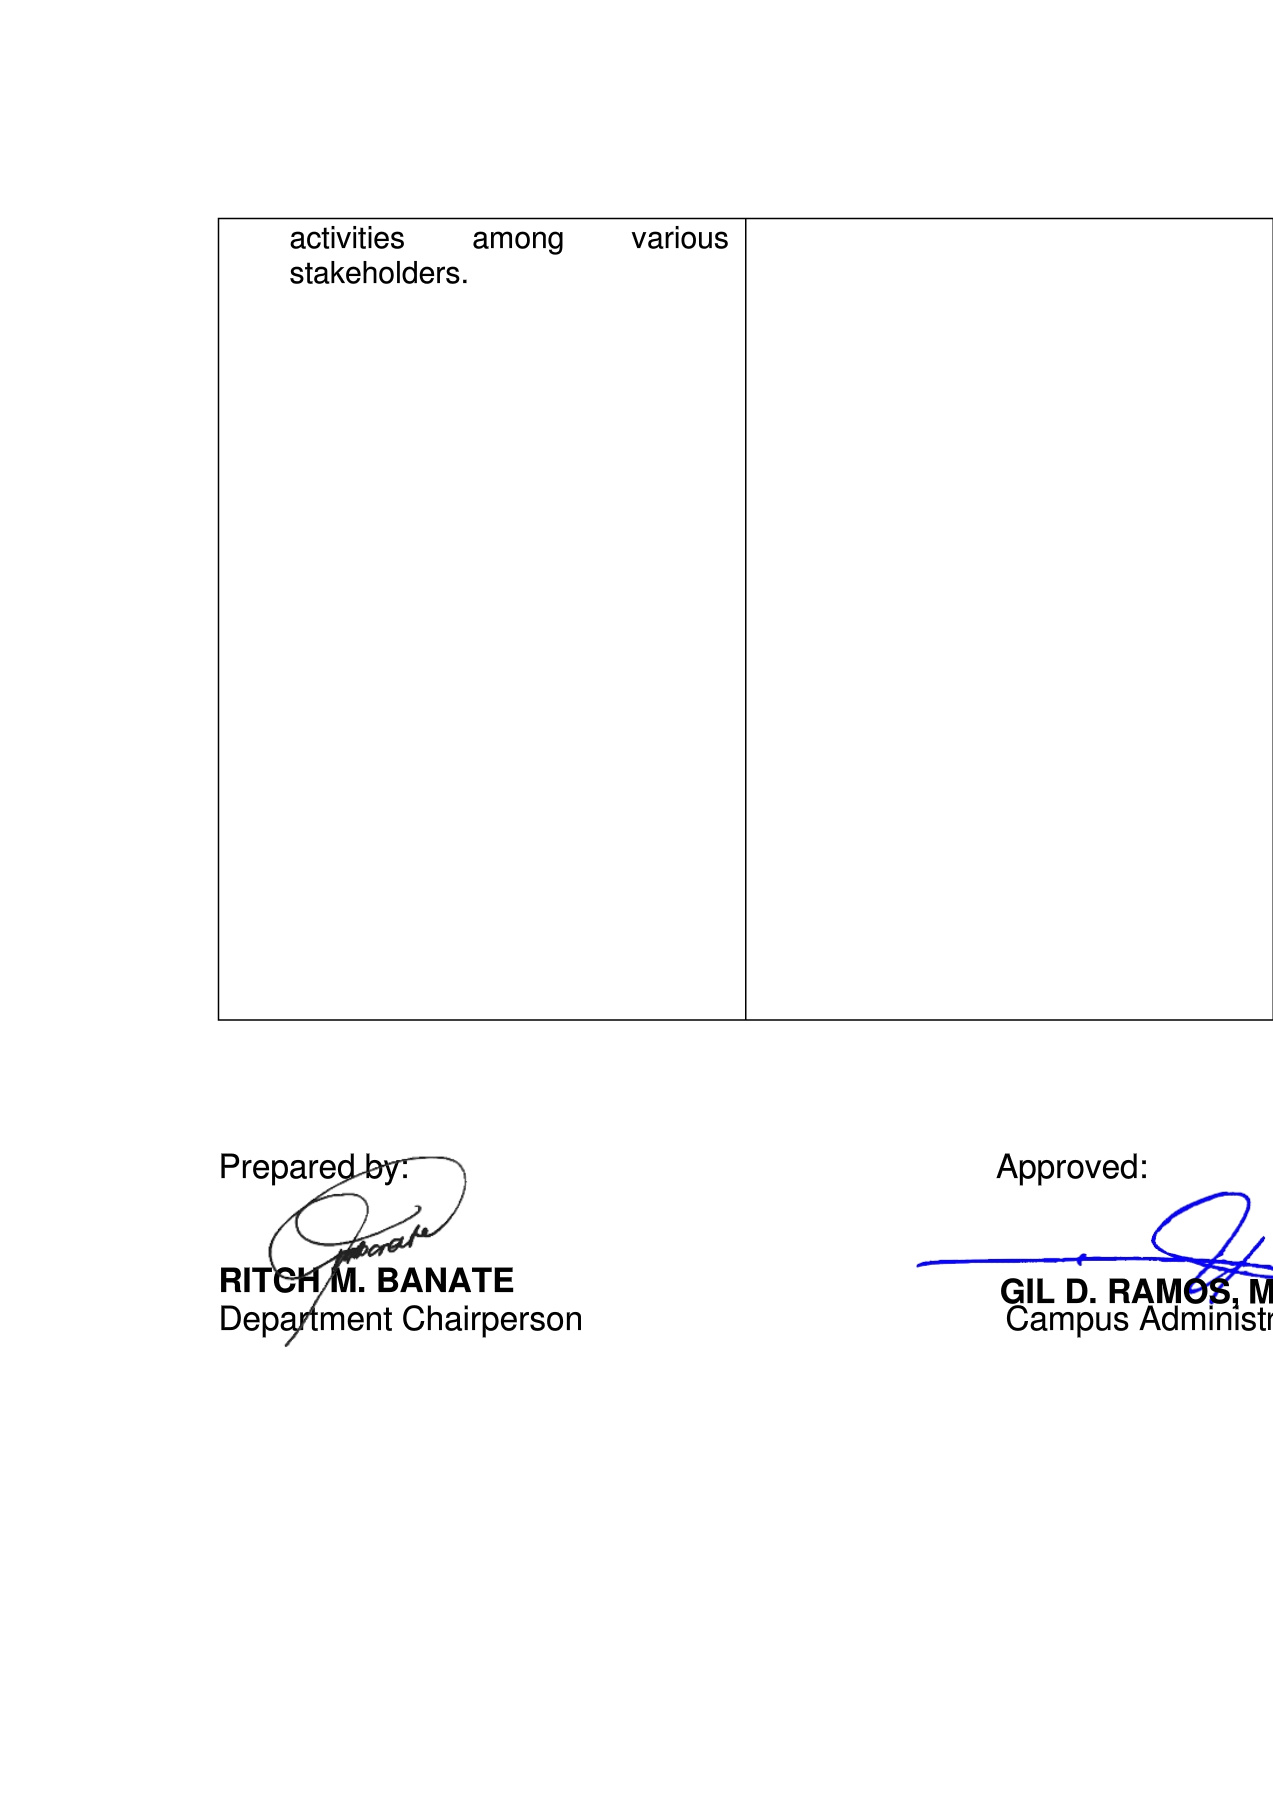 activities among various
stakeholders.
Prepared by:
Approved:
RITCH M. BANATE
GIL D. RAMOS, M
Department Chairperson
Campus Administr